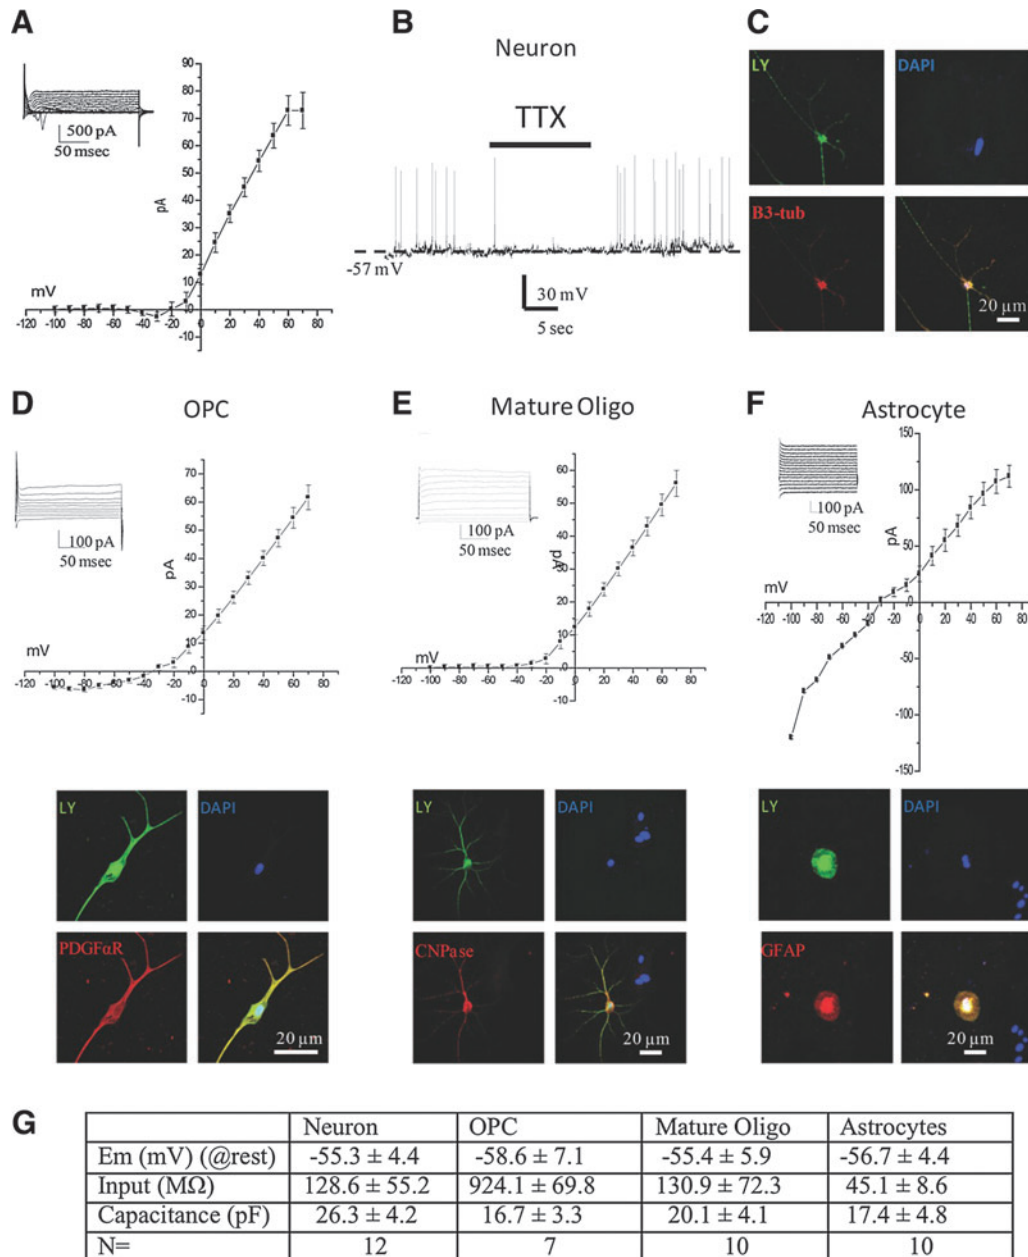 A
500 pA
50 msec
90
80
70
60
50
40
30
20
10
0
-10
pA
mV
-120 -100 -80 -60 -40 -20 0 20 40 60 80
B
Neuron
TTX
-57 mV
30 mV
5 sec
C
LY
DAPI
B3-tub
20 µm
D
OPC
100 pA
50 msec
70
60
50
40
30
20
10
0
-10
pA
mV
-120 -100 -80 -60 -40 -20 0 20 40 60 80
LY
DAPI
PDGFαR
20 µm
E
Mature Oligo
100 pA
50 msec
60
50
40
30
20
10
0
-10
pA
mV
-120 -100 -80 -60 -40 -20 0 20 40 60 80
LY
DAPI
CNPase
20 µm
F
Astrocyte
100 pA
50 msec
150
100
50
0
-50
-100
-150
pA
mV
-120 -100 -80 -60 -40 -20 0 20 40 60 80
LY
DAPI
GFAP
20 µm
G
Neuron OPC Mature Oligo Astrocytes
Em (mV) (@rest) -55.3 ± 4.4 -58.6 ± 7.1 -55.4 ± 5.9 -56.7 ± 4.4
Input (MΩ) 128.6 ± 55.2 924.1 ± 69.8 130.9 ± 72.3 45.1 ± 8.6
Capacitance (pF) 26.3 ± 4.2 16.7 ± 3.3 20.1 ± 4.1 17.4 ± 4.8
N= 12 7 10 10